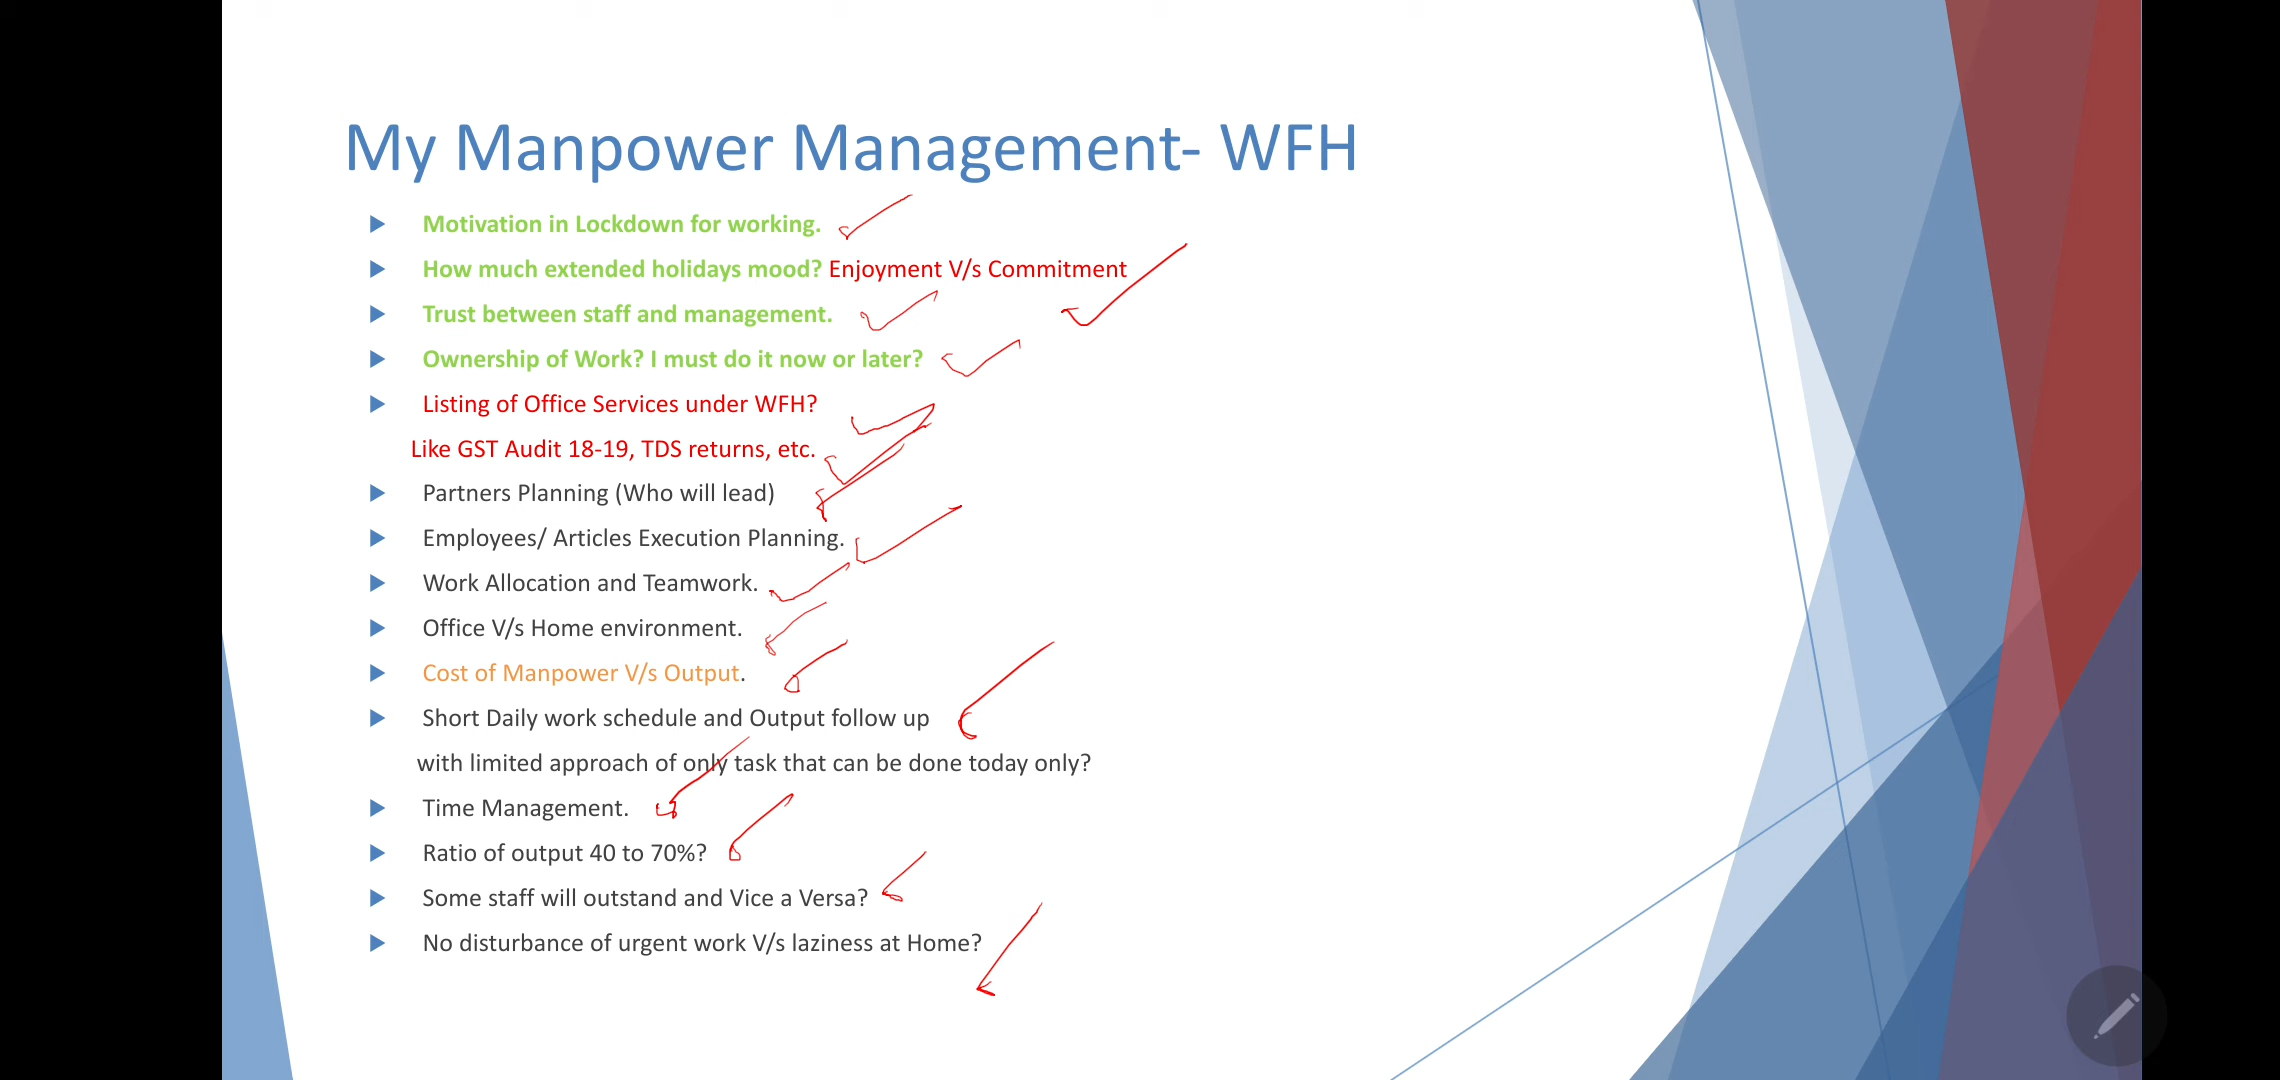 My Manpower Management- WFH
Motivation in Lockdown for working.
How much extended holidays mood? Enjoyment V/s Commitment
Trust between staff and management.
Ownership of Work? I must do it now or later?
Listing of Office Services under WFH?
Like GST Audit 18-19, TDS returns, etc.
Partners Planning (Who will lead)
Employees/ Articles Execution Planning.
Work Allocation and Teamwork.
Office V/s Home environment.
Cost of Manpower V/s Output.
Short Daily work schedule and Output follow up
with limited approach of only task that can be done today only?
Time Management.
Ratio of output 40 to 70%?
Some staff will outstand and Vice a Versa?
No disturbance of urgent work V/s laziness at Home?